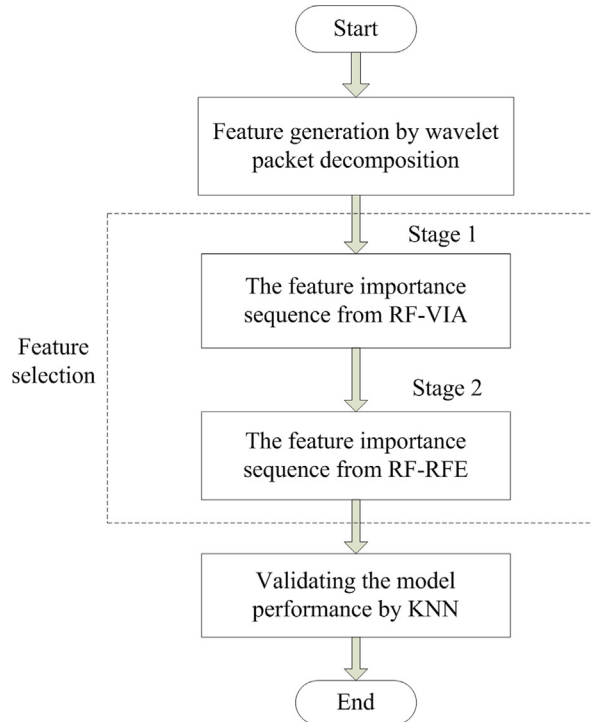 Start
Feature generation by wavelet
packet decomposition
Stage 1
The feature importance
sequence from RF-VIA
Feature
selection
Stage 2
The feature importance
sequence from RF-RFE
Validating the model
performance by KNN
End